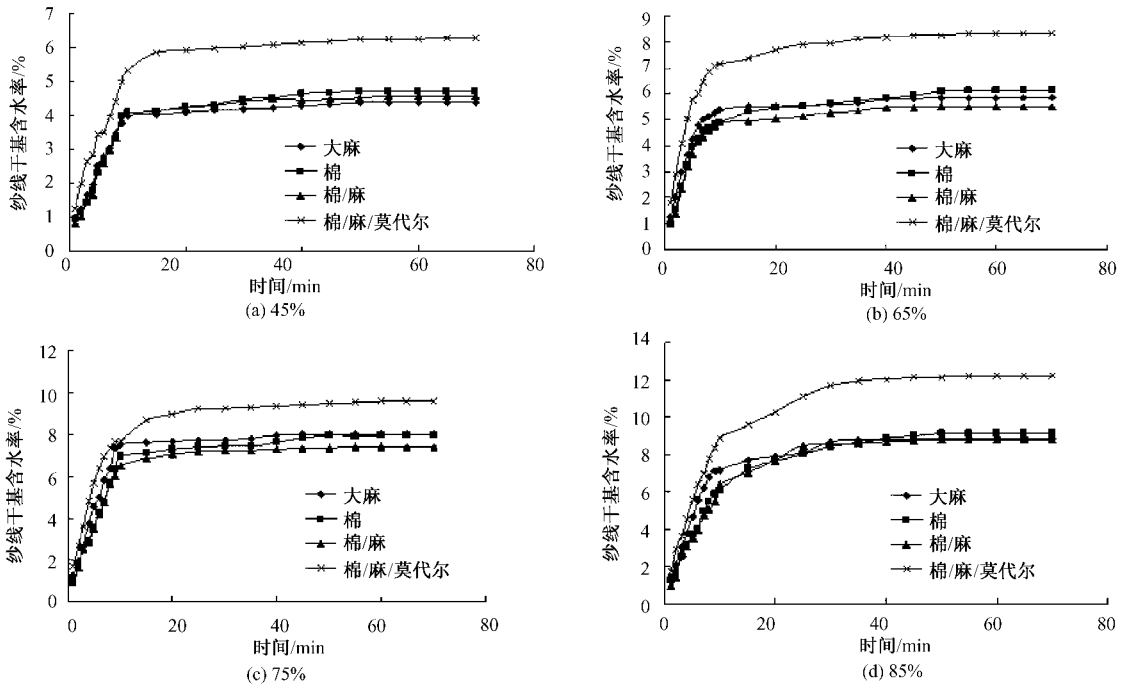 7
6
5
4
3
2
1
0
纱线干基含水率/%
大麻
棉
棉/麻
棉/麻/莫代尔
0 20 40 60 80
时间/min
(a) 45%
9
8
7
6
5
4
3
2
1
0
纱线干基含水率/%
大麻
棉
棉/麻
棉/麻/莫代尔
0 20 40 60 80
时间/min
(b) 65%
12
10
8
6
4
2
0
纱线干基含水率/%
大麻
棉
棉/麻
棉/麻/莫代尔
0 20 40 60 80
时间/min
(c) 75%
14
12
10
8
6
4
2
0
纱线干基含水率/%
大麻
棉
棉/麻
棉/麻/莫代尔
0 20 40 60 80
时间/min
(d) 85%